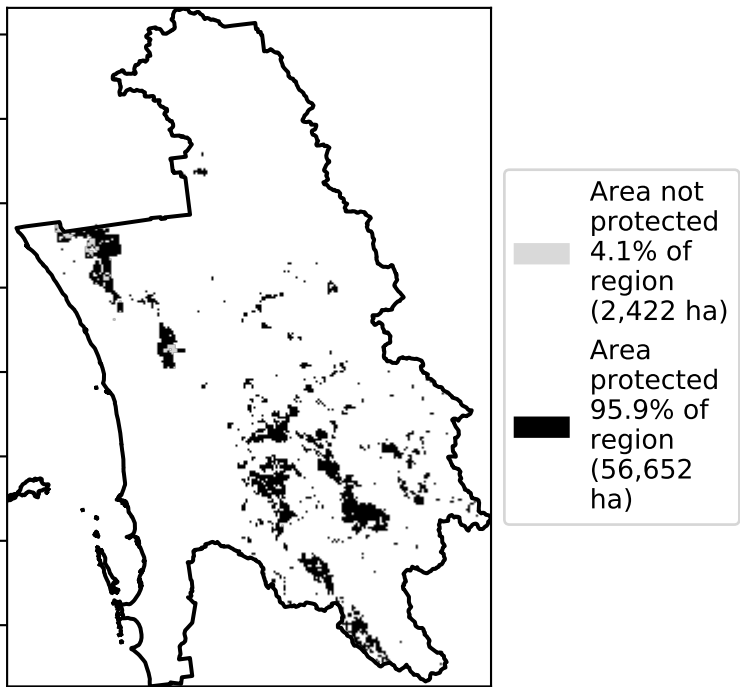 Area not
protected
4.1% of
region
(2,422 ha)
Area
protected
95.9% of
region
(56,652
ha)